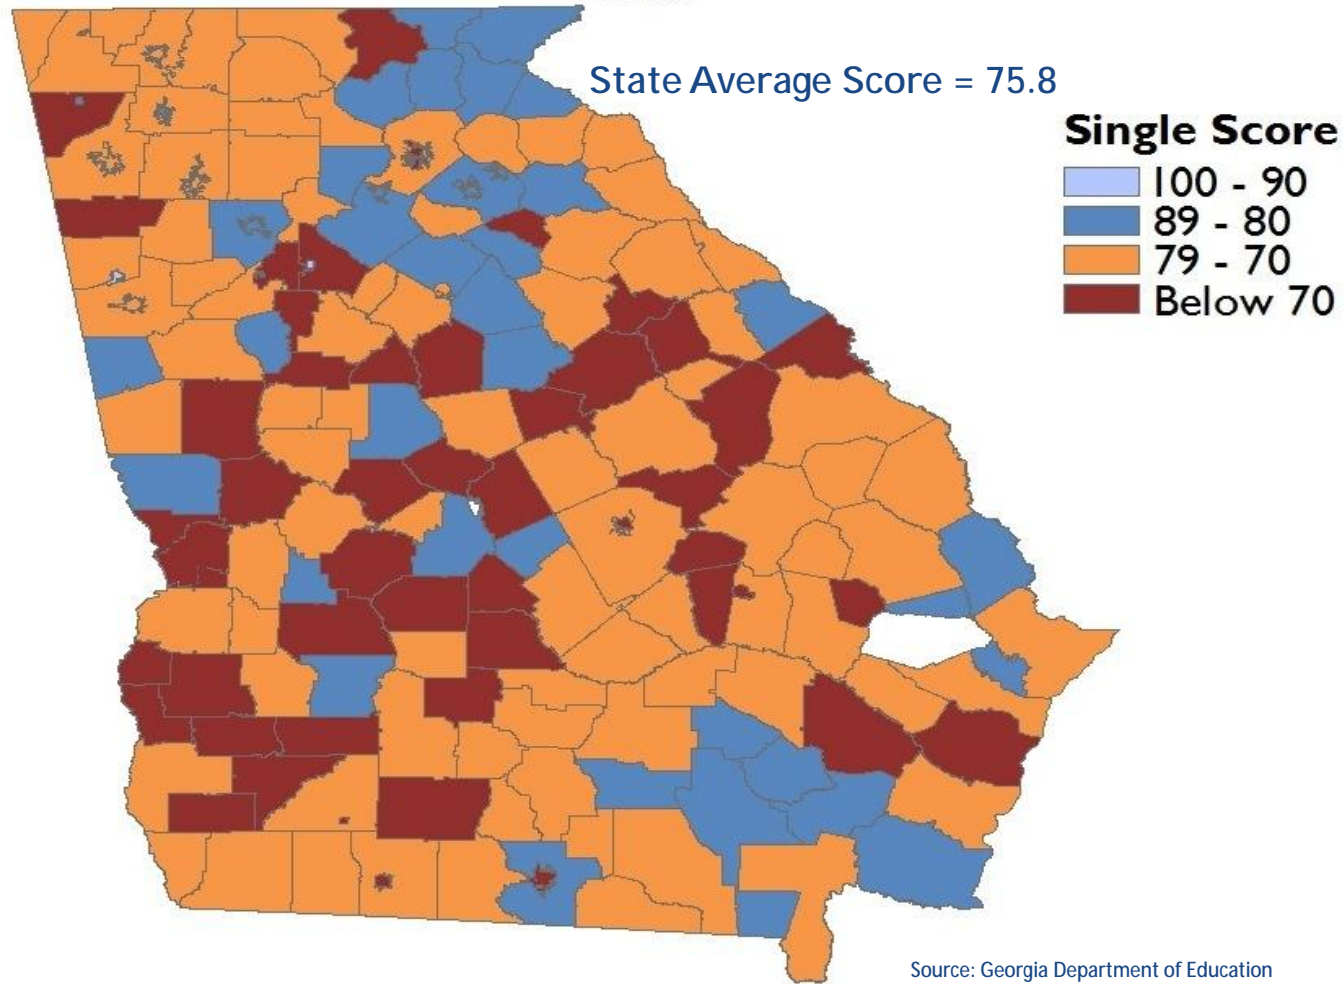 State Average Score = 75.8
Single Score
100 - 90
89 - 80
79 - 70
Below 70
Source: Georgia Department of Education